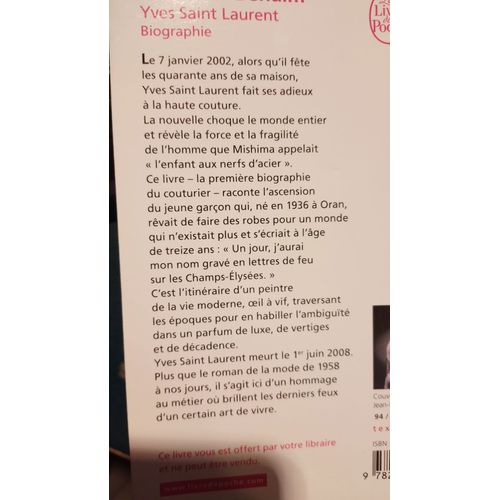 Yves Saint Laurent
Biographie
Le 7 janvier 2002, alors qu'il fête
les quarante ans de sa maison,
Yves Saint Laurent fait ses adieux
à la haute couture.
La nouvelle choque le monde entier
et révèle la force et la fragilité
de l'homme que Mishima appelait
« l'enfant aux nerfs d'acier ».
Ce livre – la première biographie
du couturier – raconte l'ascension
du jeune garçon qui, né en 1936 à Oran,
rêvait de faire des robes pour un monde
qui n'existait plus et s'écriait à l'âge
de treize ans : « Un jour, j'aurai
mon nom gravé en lettres de feu
sur les Champs-Élysées. »
C'est l'itinéraire d'un peintre
de la vie moderne, œil à vif, traversant
les époques pour en habiller l'ambiguïté
dans un parfum de luxe, de vertiges
et de décadence.
Yves Saint Laurent meurt le 1er juin 2008.
Plus que le roman de la mode de 1958
à nos jours, il s'agit ici d'un hommage
au métier où brillent les derniers feux
d'un certain art de vivre.
Ce livre vous est offert par votre libraire
et ne peut être vendu.
www.livredepoche.com
Liv
Poc
Couv
Jean-
94 /
tex
ISBN
9 782